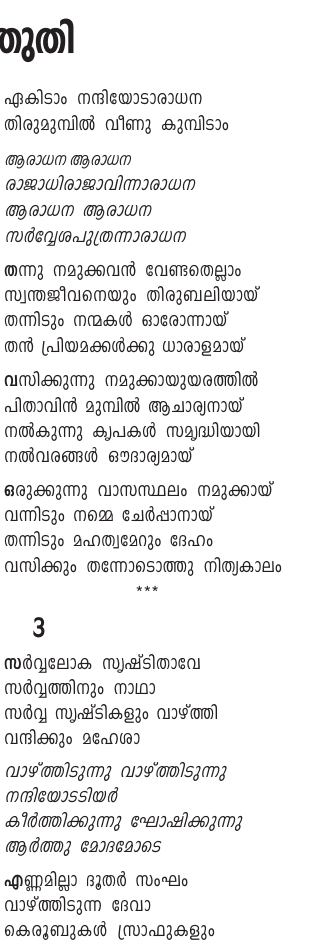 തുതി
ഏകിടാം നന്ദിയോടാരാധന
തിരുമുമ്പിൽ വീണു കുമ്പിടാം
ആരാധന ആരാധന
രാജാധിരാജാവിന്നാരാധന
ആരാധന ആരാധന
സർവ്വേശപുത്രന്നാരാധന
തന്നു നമുക്കവൻ വേണ്ടതെല്ലാം
സ്വന്തജീവനെയും തിരുബലിയായ്
തന്നിടും നന്മകൾ ഓരോന്നായ്
തൻ പ്രിയമക്കൾക്കു ധാരാളമായ്
വസിക്കുന്നു നമുക്കായുയരത്തിൽ
പിതാവിൻ മുമ്പിൽ ആചാര്യനായ്
നൽകുന്നു കൃപകൾ സമൃദ്ധിയായി
നൽവരങ്ങൾ ഔദാര്യമായ്
ഒരുക്കുന്നു വാസസ്ഥലം നമുക്കായ്
വന്നിടും നമ്മെ ചേർപ്പാനായ്
തന്നിടും മഹത്വമേറും ദേഹം
വസിക്കും തന്നോടൊത്തു നിത്യകാലം
***
3
സർവ്വലോക സൃഷ്ടിതാവേ
സർവ്വത്തിനും നാഥാ
സർവ്വ സൃഷ്ടികളും വാഴ്ത്തി
വന്ദിക്കും മഹേശാ
വാഴ്ത്തിടുന്നു വാഴ്ത്തിടുന്നു
നന്ദിയോടടിയർ
കീർത്തിക്കുന്നു ഘോഷിക്കുന്നു
ആർത്തു മോദമോടെ
എണ്ണമില്ലാ ദൂതർ സംഘം
വാഴ്ത്തിടുന്ന ദേവാ
കെരൂബുകൾ സ്രാഫുകളും